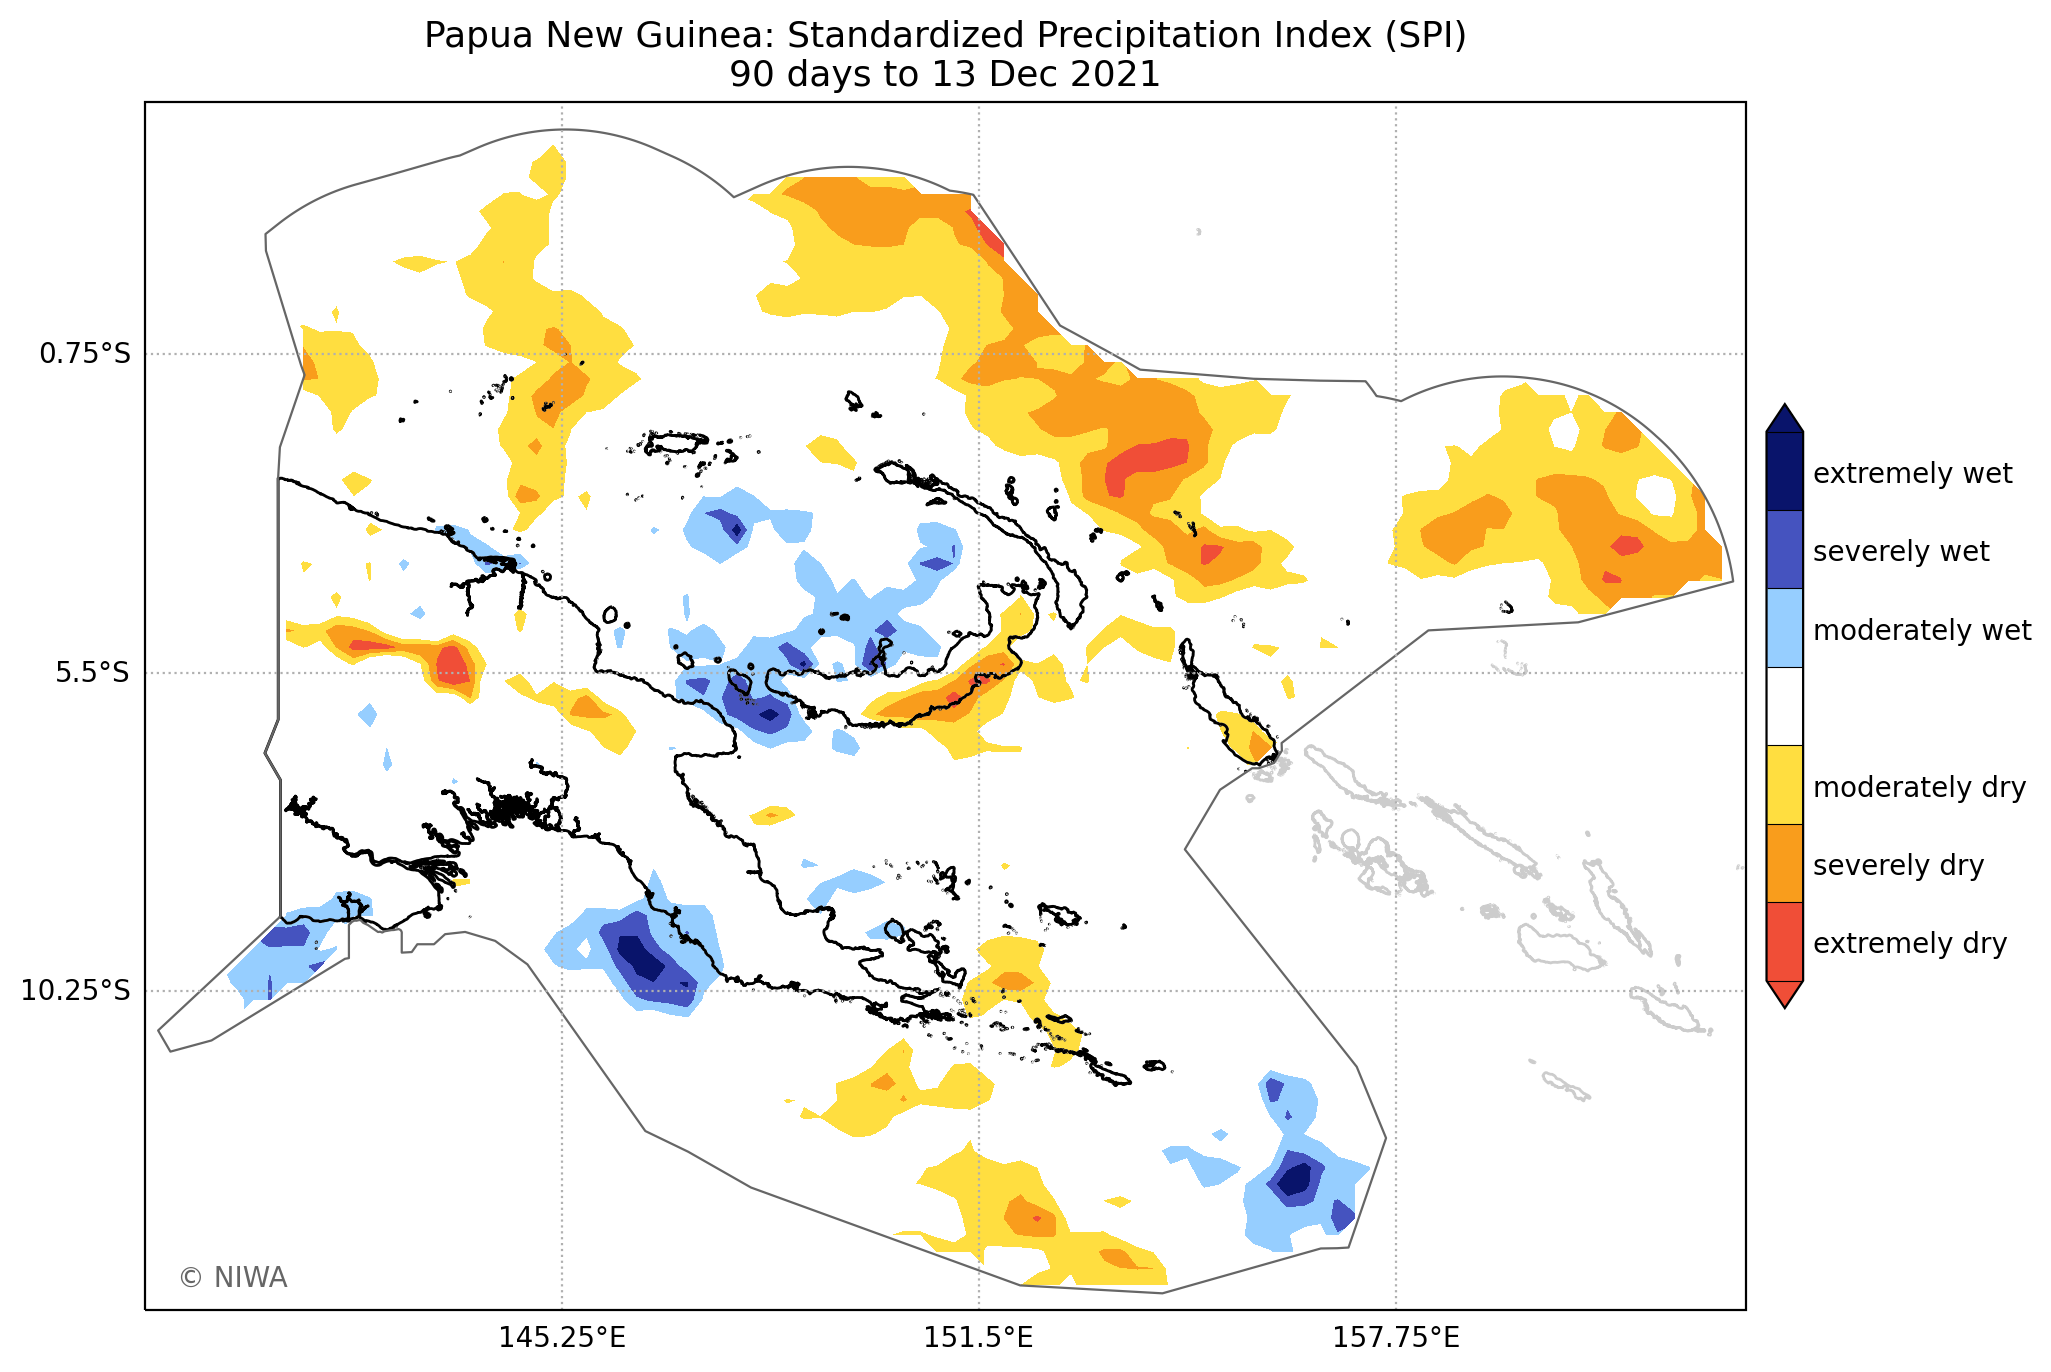 Papua New Guinea: Standardized Precipitation Index (SPI)
90 days to 13 Dec 2021
0.75°S
5.5°S
10.25°S
145.25°E
151.5°E
157.75°E
extremely wet
severely wet
moderately wet
moderately dry
severely dry
extremely dry
© NIWA